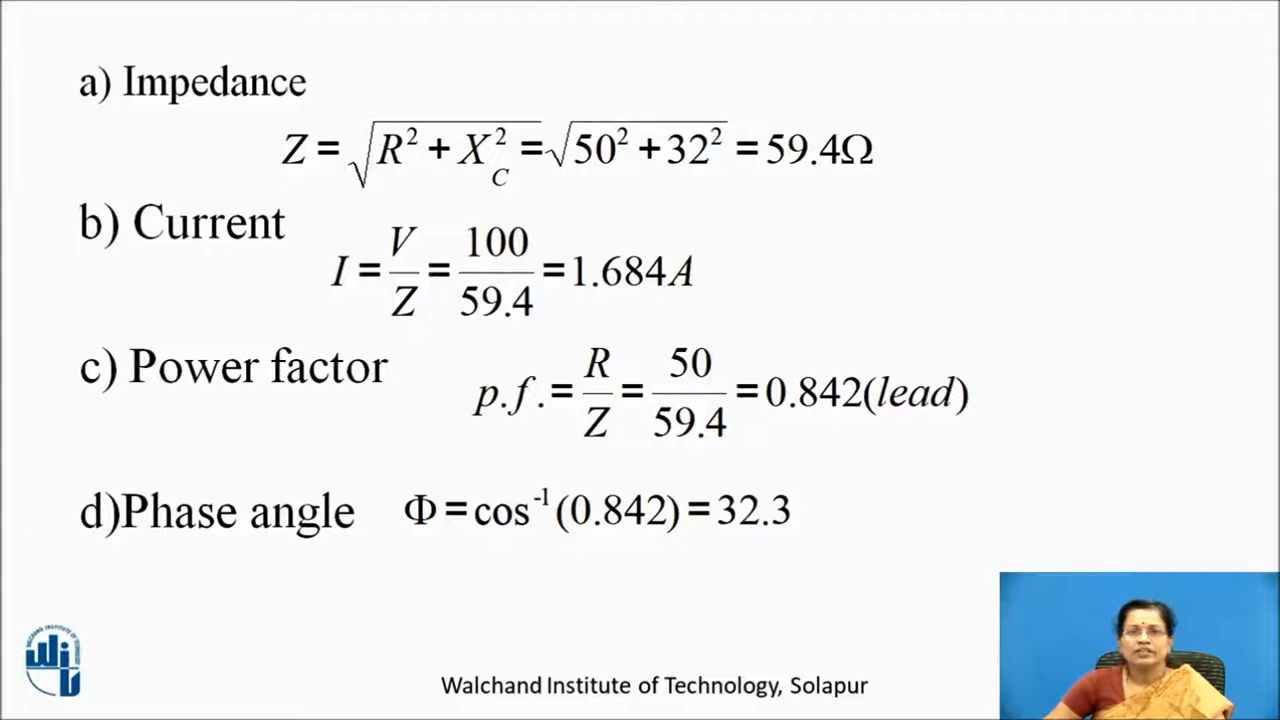 a) Impedance
Z = √R² + X_C² = √50² + 32² = 59.4Ω
b) Current
I = V/Z = 100/59.4 = 1.684A
c) Power factor
p.f. = R/Z = 50/59.4 = 0.842(lead)
d)Phase angle Φ = cos⁻¹(0.842) = 32.3
Walchand Institute of Technology, Solapur